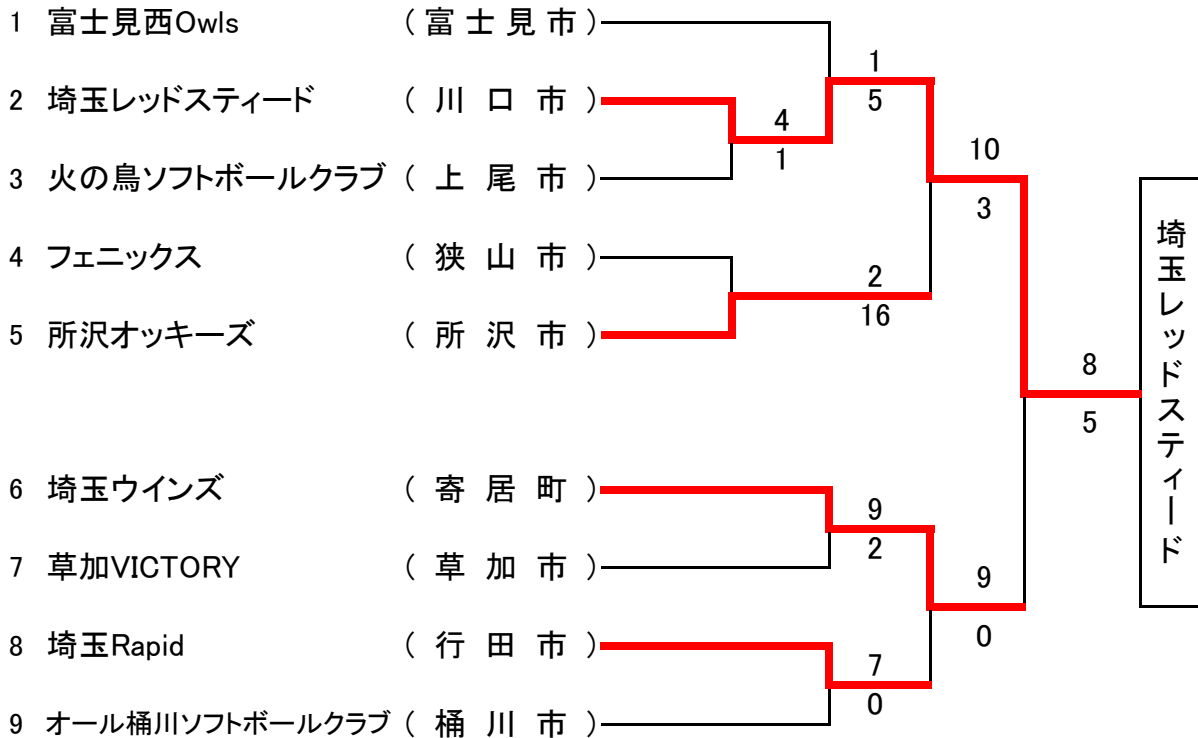 1 富士見西Owls (富士見市)
2 埼玉レッドスティード (川口市)
3 火の鳥ソフトボールクラブ (上尾市)
4 フェニックス (狭山市)
5 所沢オッキーズ (所沢市)
6 埼玉ウインズ (寄居町)
7 草加VICTORY (草加市)
8 埼玉Rapid (行田市)
9 オール桶川ソフトボールクラブ (桶川市)
4
1
1
5
2
16
10
3
9
2
7
0
9
0
8
5
埼玉レッドスティード